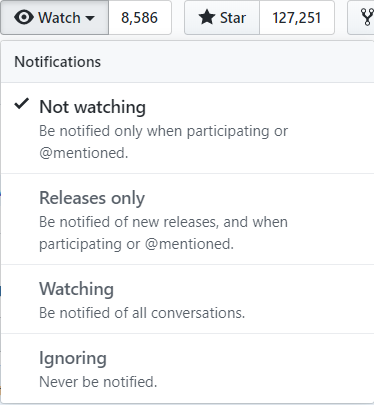 Watch 8,586 Star 127,251
Notifications
Not watching
Be notified only when participating or
@mentioned.
Releases only
Be notified of new releases, and when
participating or @mentioned.
Watching
Be notified of all conversations.
Ignoring
Never be notified.